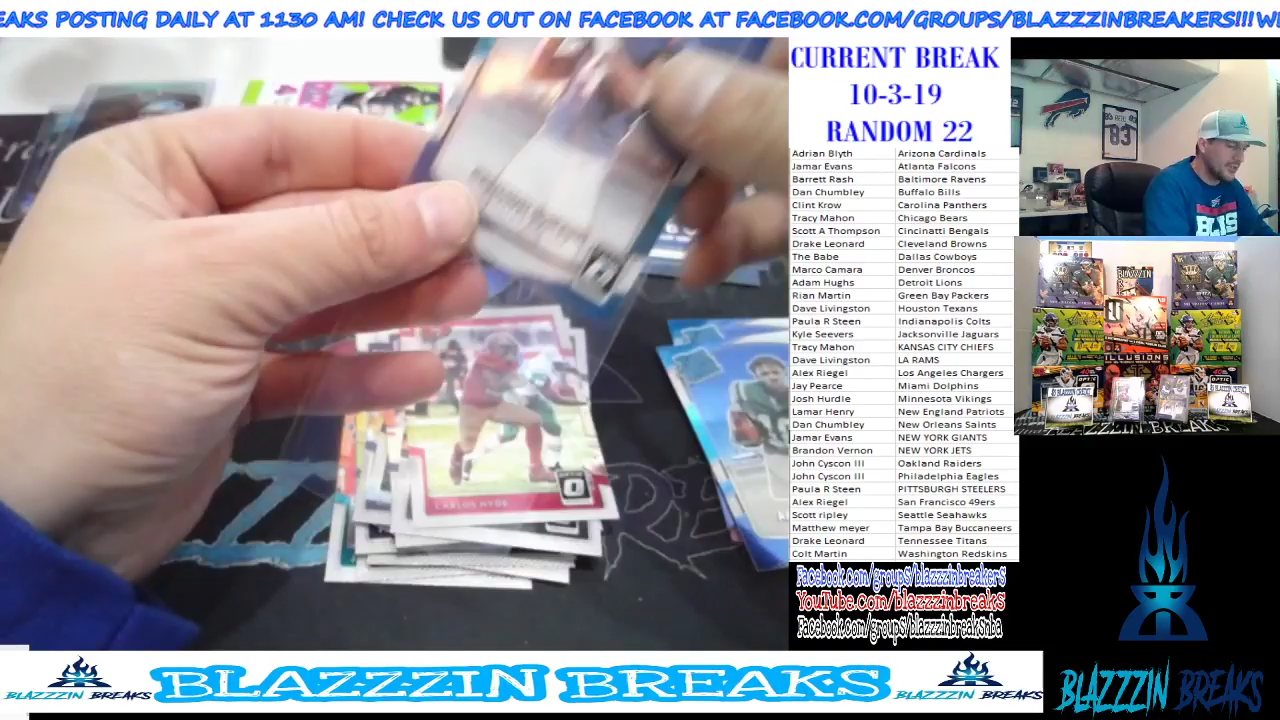 EAKS POSTING DAILY AT 1130 AM! CHECK US OUT ON FACEBOOK AT FACEBOOK.COM/GROUPS/BLAZZZINBREAKERS!!!WE
CURRENT BREAK
10-3-19
RANDOM 22
Adrian Blyth Arizona Cardinals
Jamar Evans Atlanta Falcons
Barrett Rash Baltimore Ravens
Dan Chumbley Buffalo Bills
Clint Krow Carolina Panthers
Tracy Mahon Chicago Bears
Scott A Thompson Cincinatti Bengals
Drake Leonard Cleveland Browns
The Babe Dallas Cowboys
Marco Camara Denver Broncos
Adam Hughs Detroit Lions
Rian Martin Green Bay Packers
Dave Livingston Houston Texans
Paula R Steen Indianapolis Colts
Kyle Seevers Jacksonville Jaguars
Tracy Mahon KANSAS CITY CHIEFS
Dave Livingston LA RAMS
Alex Riegel Los Angeles Chargers
Jay Pearce Miami Dolphins
Josh Hurdle Minnesota Vikings
Lamar Henry New England Patriots
Dan Chumbley New Orleans Saints
Jamar Evans NEW YORK GIANTS
Brandon Vernon NEW YORK JETS
John Cyscon III Oakland Raiders
John Cyscon III Philadelphia Eagles
Paula R Steen PITTSBURGH STEELERS
Alex Riegel San Francisco 49ers
Scott ripley Seattle Seahawks
Matthew meyer Tampa Bay Buccaneers
Drake Leonard Tennessee Titans
Colt Martin Washington Redskins
Facebook.Com/groups/blazzzinbreakers
YouTube.Com/blazzzinbreaks
Facebook.Com/groups/blazzzinbreaksnba
83
ILLUSIONS
OPTIC
CARLOS HYDE
BLAZZZIN BREAKS
BLAZZZIN BREAKS
BLAZZZIN BREAKS
BLAZZZIN BREAKS